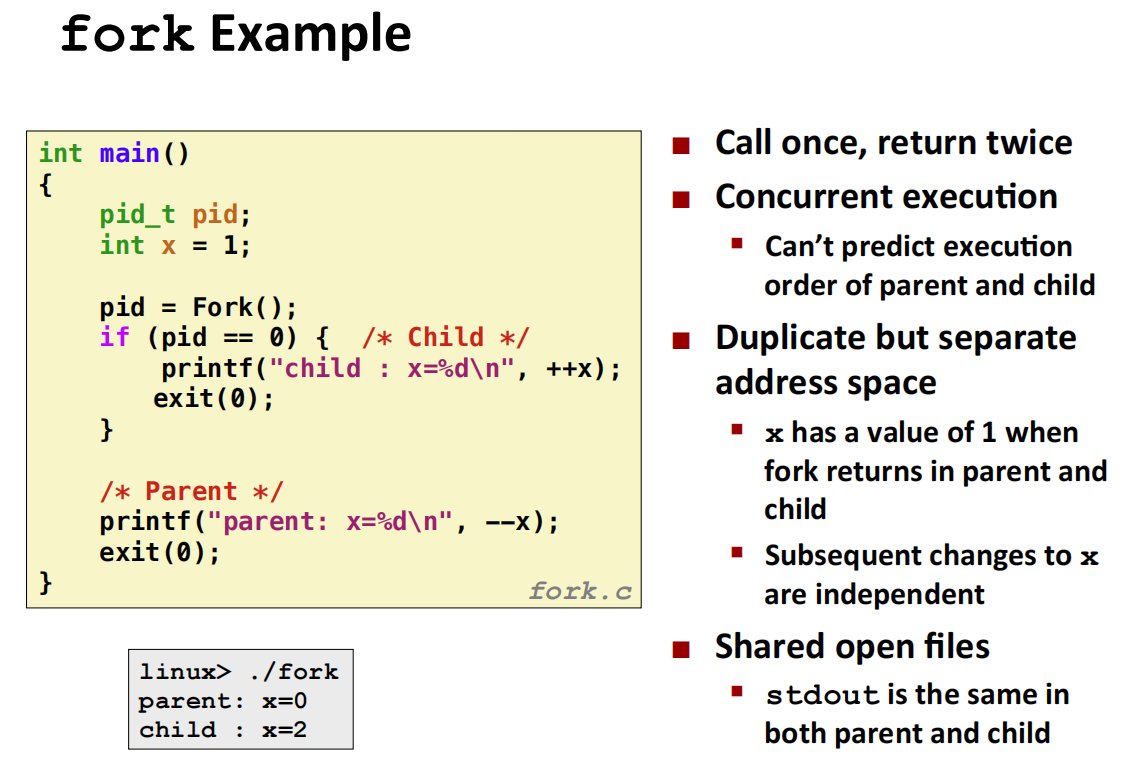 fork Example
int main()
{
    pid_t pid;
    int x = 1;

    pid = Fork();
    if (pid == 0) {  /* Child */
        printf("child : x=%d\n", ++x);
        exit(0);
    }

    /* Parent */
    printf("parent: x=%d\n", --x);
    exit(0);
}
fork.c
linux> ./fork
parent: x=0
child : x=2
■ Call once, return twice
■ Concurrent execution
▪ Can’t predict execution
order of parent and child
■ Duplicate but separate
address space
▪ x has a value of 1 when
fork returns in parent and
child
▪ Subsequent changes to x
are independent
■ Shared open files
▪ stdout is the same in
both parent and child